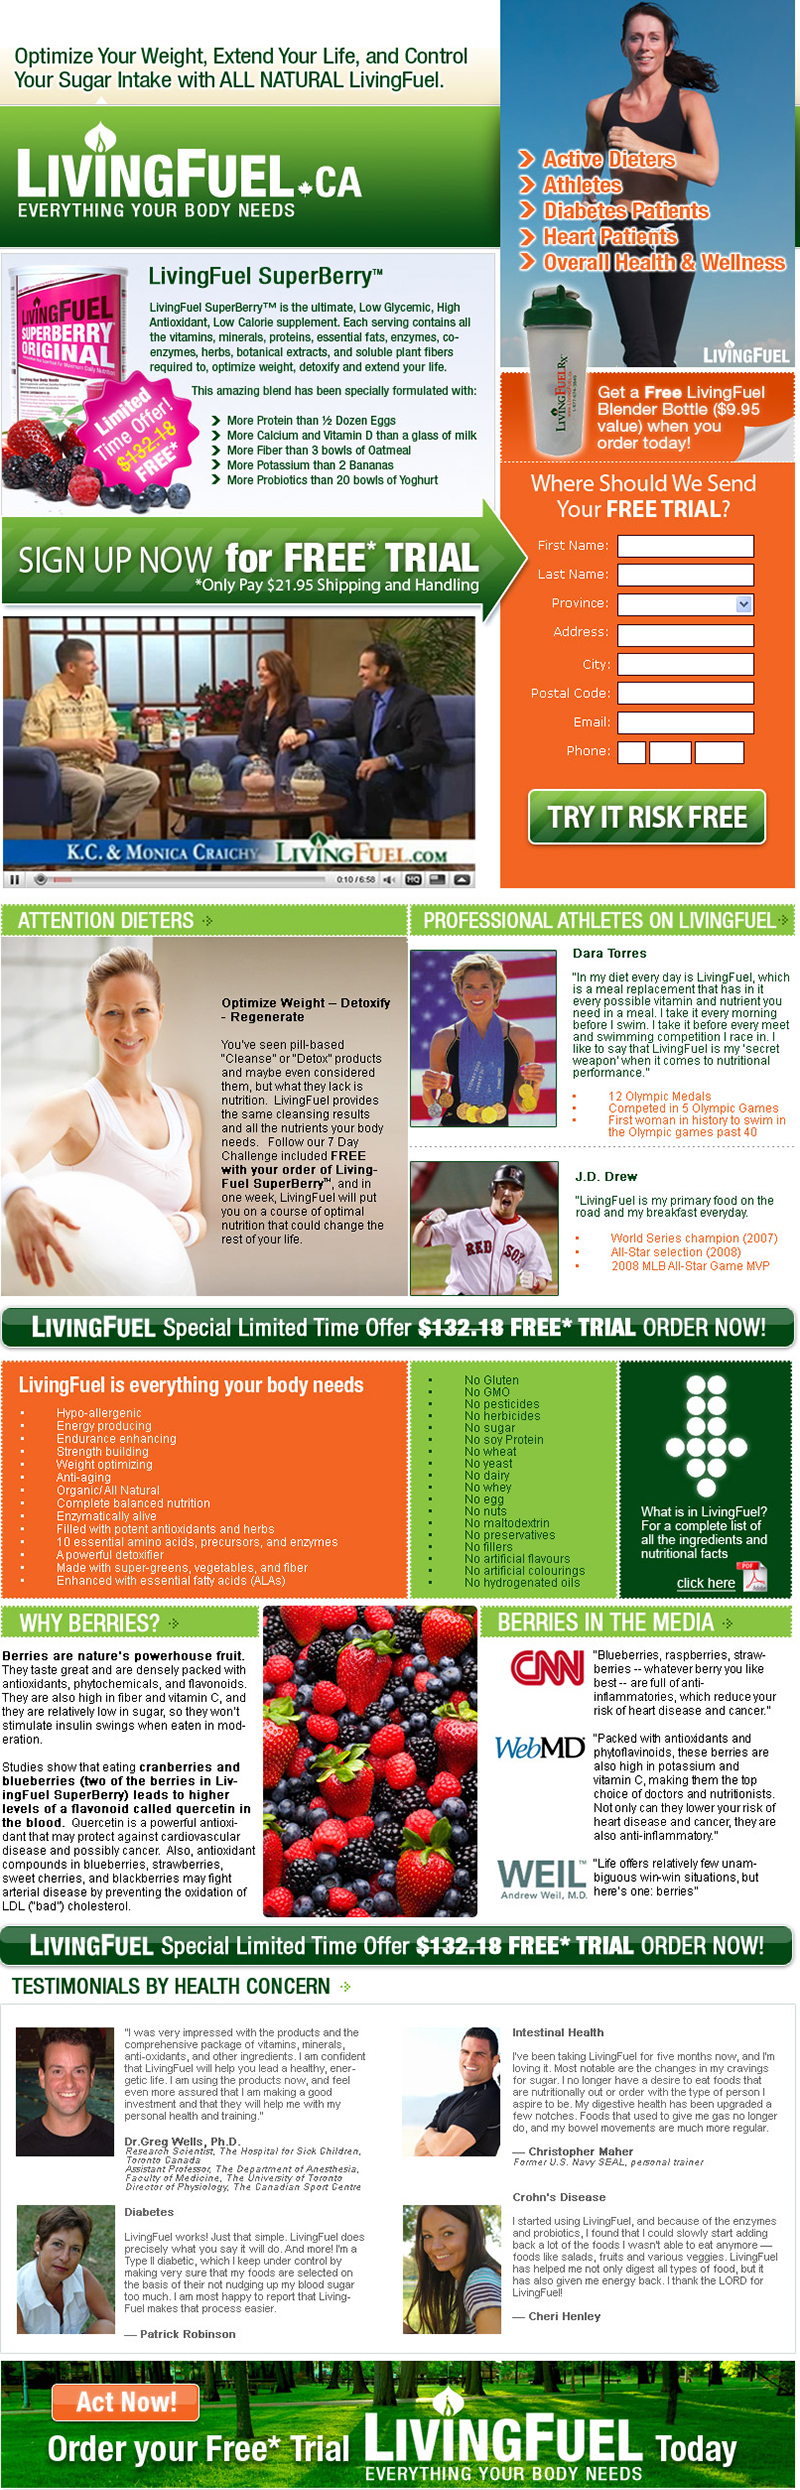 Optimize Your Weight, Extend Your Life, and Control
Your Sugar Intake with ALL NATURAL LivingFuel.
LIVINGFUEL.CA
EVERYTHING YOUR BODY NEEDS
Active Dieters
Athletes
Diabetes Patients
Heart Patients
Overall Health & Wellness
LIVINGFUEL
LivingFuel SuperBerry™
LivingFuel SuperBerry™ is the ultimate, Low Glycemic, High
Antioxidant, Low Calorie supplement. Each serving contains all
the vitamins, minerals, proteins, essential fats, enzymes, co-
enzymes, herbs, botanical extracts, and soluble plant fibers
required to, optimize weight, detoxify and extend your life.
This amazing blend has been specially formulated with:
More Protein than ½ Dozen Eggs
More Calcium and Vitamin D than a glass of milk
More Fiber than 3 bowls of Oatmeal
More Potassium than 2 Bananas
More Probiotics than 20 bowls of Yoghurt
LIVINGFUEL
SUPERBERRY
ORIGINAL
Limited
Time Offer!
$132.18
FREE*
LIVINGFUELRX
Get a Free LivingFuel
Blender Bottle ($9.95
value) when you
order today!
SIGN UP NOW for FREE* TRIAL
*Only Pay $21.95 Shipping and Handling
Where Should We Send
Your FREE TRIAL?
First Name:
Last Name:
Province:
Address:
City:
Postal Code:
Email:
Phone:
TRY IT RISK FREE
K.C. & MONICA CRAICHY LIVINGFUEL.COM
0:10 / 6:58
HQ
ATTENTION DIETERS
Optimize Weight – Detoxify
- Regenerate
You've seen pill-based
"Cleanse" or "Detox" products
and maybe even considered
them, but what they lack is
nutrition. LivingFuel provides
the same cleansing results
and all the nutrients your body
needs. Follow our 7 Day
Challenge included FREE
with your order of Living-
Fuel SuperBerry™, and in
one week, LivingFuel will put
you on a course of optimal
nutrition that could change the
rest of your life.
PROFESSIONAL ATHLETES ON LIVINGFUEL
Dara Torres
"In my diet every day is LivingFuel, which
is a meal replacement that has in it
every possible vitamin and nutrient you
need in a meal. I take it every morning
before I swim. I take it before every meet
and swimming competition I race in. I
like to say that LivingFuel is my 'secret
weapon' when it comes to nutritional
performance."
12 Olympic Medals
Competed in 5 Olympic Games
First woman in history to swim in
the Olympic games past 40
J.D. Drew
"LivingFuel is my primary food on the
road and my breakfast everyday.
World Series champion (2007)
All-Star selection (2008)
2008 MLB All-Star Game MVP
RED SOX
LIVINGFUEL Special Limited Time Offer $132.18 FREE* TRIAL ORDER NOW!
LivingFuel is everything your body needs
Hypo-allergenic
Energy producing
Endurance enhancing
Strength building
Weight optimizing
Anti-aging
Organic/All Natural
Complete balanced nutrition
Enzymatically alive
Filled with potent antioxidants and herbs
10 essential amino acids, precursors, and enzymes
A powerful detoxifier
Made with super-greens, vegetables, and fiber
Enhanced with essential fatty acids (ALAs)
No Gluten
No GMO
No pesticides
No herbicides
No sugar
No soy Protein
No wheat
No yeast
No dairy
No whey
No egg
No nuts
No maltodextrin
No preservatives
No fillers
No artificial flavours
No artificial colourings
No hydrogenated oils
What is in LivingFuel?
For a complete list of
all the ingredients and
nutritional facts
click here
PDF
Adobe
WHY BERRIES?
Berries are nature's powerhouse fruit.
They taste great and are densely packed with
antioxidants, phytochemicals, and flavonoids.
They are also high in fiber and vitamin C, and
they are relatively low in sugar, so they won't
stimulate insulin swings when eaten in mod-
eration.
Studies show that eating cranberries and
blueberries (two of the berries in Liv-
ingFuel SuperBerry) leads to higher
levels of a flavonoid called quercetin in
the blood. Quercetin is a powerful antioxi-
dant that may protect against cardiovascular
disease and possibly cancer. Also, antioxidant
compounds in blueberries, strawberries,
sweet cherries, and blackberries may fight
arterial disease by preventing the oxidation of
LDL ("bad") cholesterol.
BERRIES IN THE MEDIA
CNN
"Blueberries, raspberries, straw-
berries -- whatever berry you like
best -- are full of anti-
inflammatories, which reduce your
risk of heart disease and cancer."
WebMD
"Packed with antioxidants and
phytoflavinoids, these berries are
also high in potassium and
vitamin C, making them the top
choice of doctors and nutritionists.
Not only can they lower your risk of
heart disease and cancer, they are
also anti-inflammatory."
WEIL™
Andrew Weil, M.D.
"Life offers relatively few unam-
biguous win-win situations, but
here's one: berries"
LIVINGFUEL Special Limited Time Offer $132.18 FREE* TRIAL ORDER NOW!
TESTIMONIALS BY HEALTH CONCERN
"I was very impressed with the products and the
comprehensive package of vitamins, minerals,
anti-oxidants, and other ingredients. I am confident
that LivingFuel will help you lead a healthy, ener-
getic life. I am using the products now, and feel
even more assured that I am making a good
investment and that they will help me with my
personal health and training."
Dr.Greg Wells, Ph.D.
Research Scientist, The Hospital for Sick Children,
Toronto Canada
Assistant Professor, The Department of Anesthesia,
Faculty of Medicine, The University of Toronto
Director of Physiology, The Canadian Sport Centre
Intestinal Health
I've been taking LivingFuel for five months now, and I'm
loving it. Most notable are the changes in my cravings
for sugar. I no longer have a desire to eat foods that
are nutritionally out or order with the type of person I
aspire to be. My digestive health has been upgraded a
few notches. Foods that used to give me gas no longer
do, and my bowel movements are much more regular.
— Christopher Maher
Former U.S. Navy SEAL, personal trainer
Diabetes
LivingFuel works! Just that simple. LivingFuel does
precisely what you say it will do. And more! I'm a
Type II diabetic, which I keep under control by
making very sure that my foods are selected on
the basis of their not nudging up my blood sugar
too much. I am most happy to report that Living-
Fuel makes that process easier.
— Patrick Robinson
Crohn's Disease
I started using LivingFuel, and because of the enzymes
and probiotics, I found that I could slowly start adding
back a lot of the foods I wasn't able to eat anymore —
foods like salads, fruits and various veggies. LivingFuel
has helped me not only digest all types of food, but it
has also given me energy back. I thank the LORD for
LivingFuel!
— Cheri Henley
Act Now!
Order your Free* Trial LIVINGFUEL Today
EVERYTHING YOUR BODY NEEDS